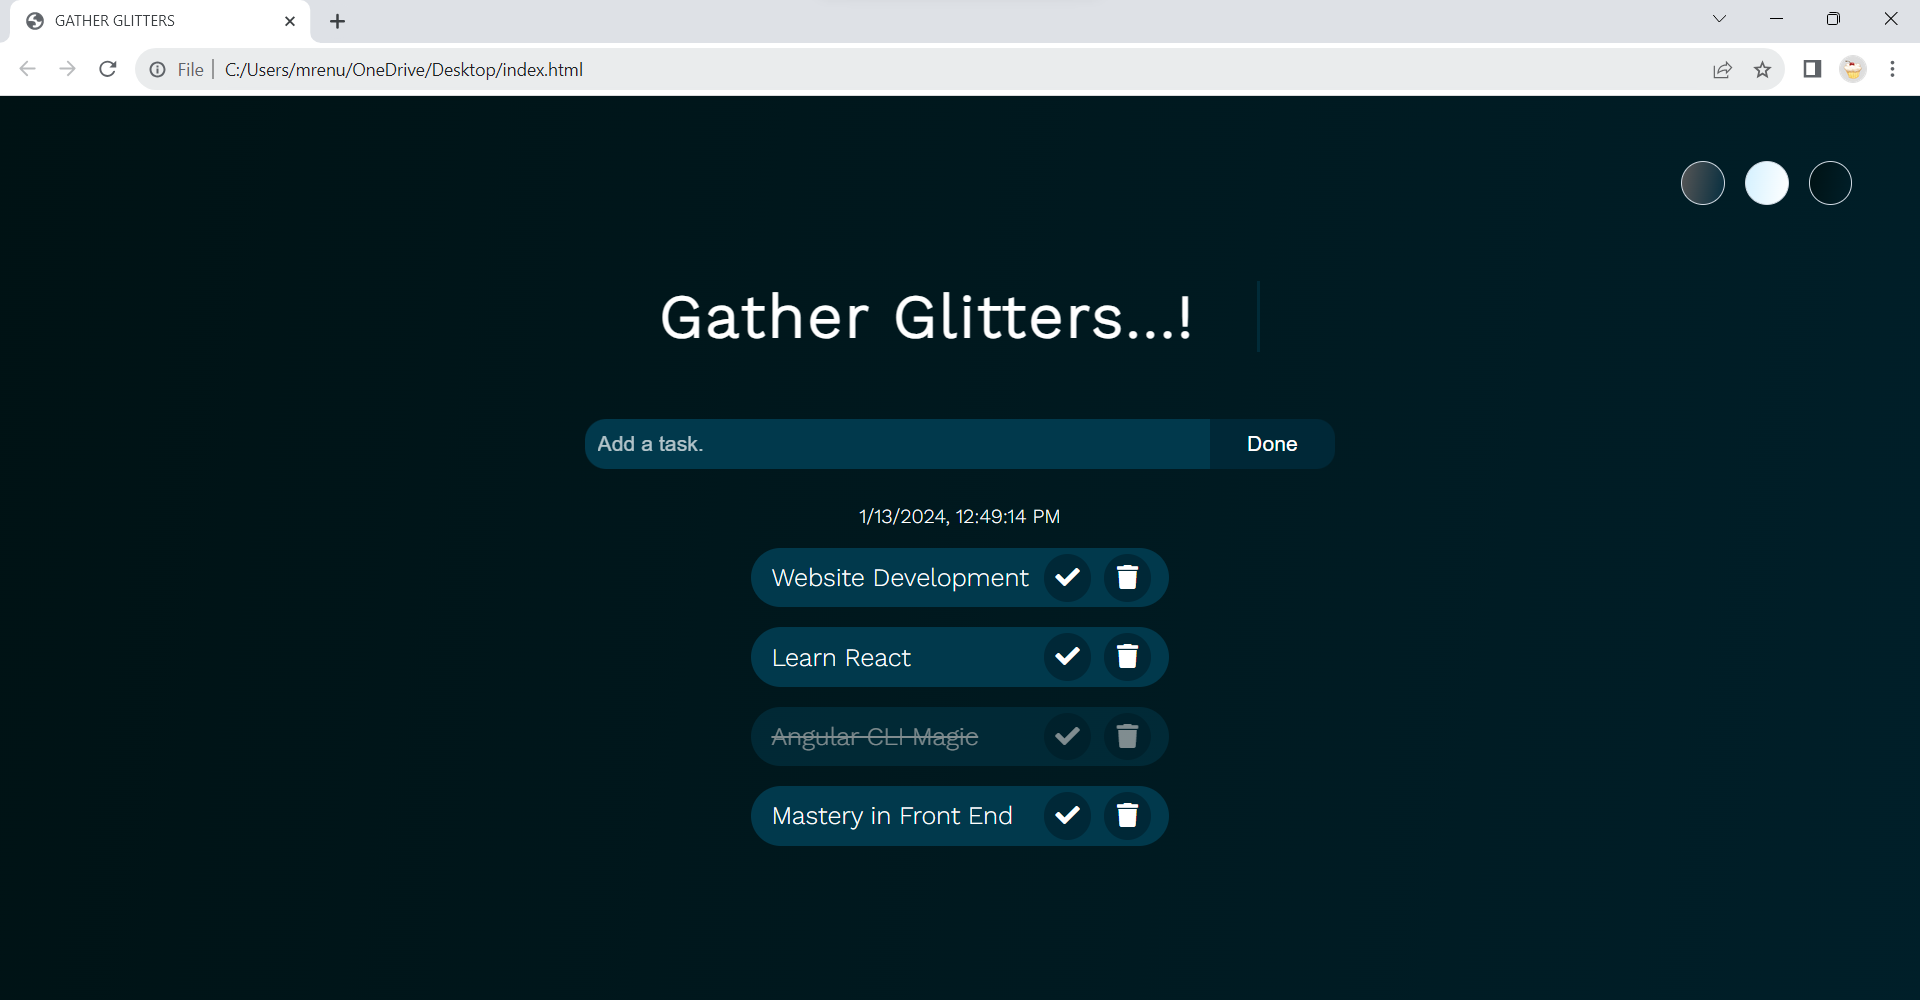 GATHER GLITTERS
File
C:/Users/mrenu/OneDrive/Desktop/index.html
Gather Glitters...!
Add a task.
Done
1/13/2024, 12:49:14 PM
Website Development
Learn React
Angular CLI Magic
Mastery in Front End